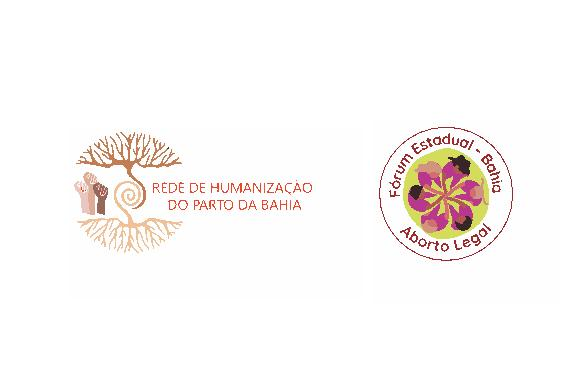 REDE DE HUMANIZAÇÃO
DO PARTO DA BAHIA
Fórum Estadual - Bahia
Aborto Legal